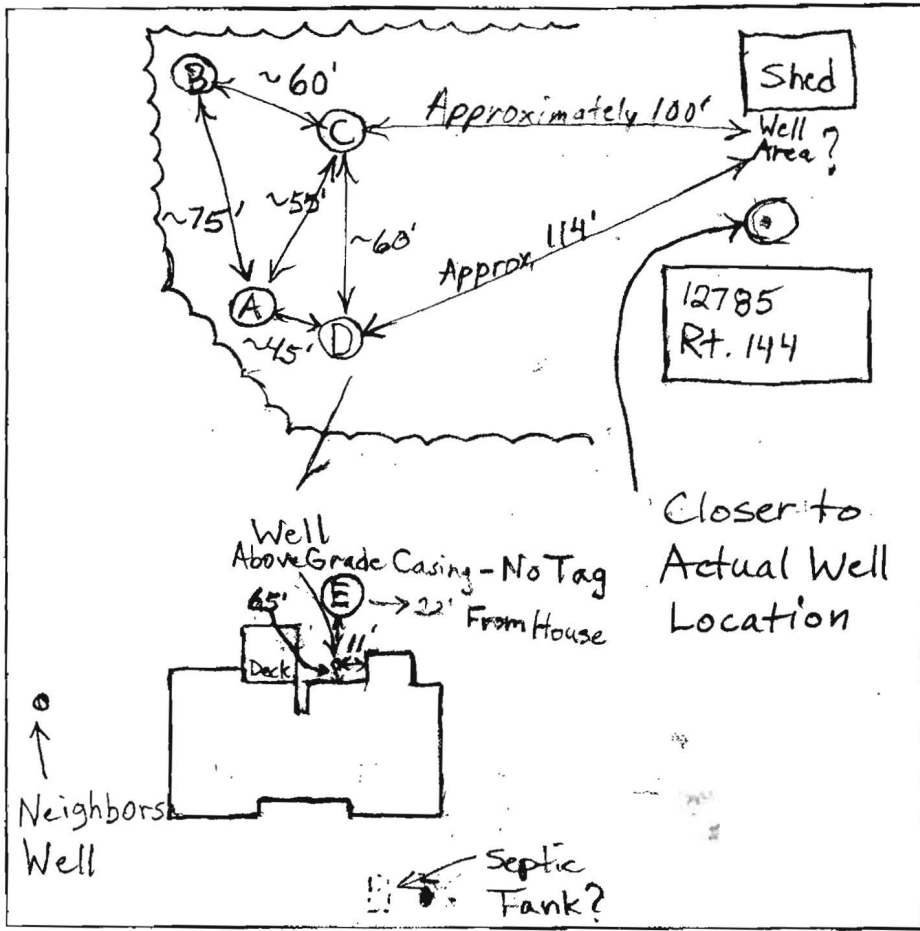 B
~60'
C
Approximately 100'
Shed
Well
Area?
~75'
~55'
~60'
Approx. 114'
A
~45'
D
12785
Rt. 144
Closer to
Actual Well
Location
Well
Above Grade Casing - No Tag
65'
E
22'
From House
11'
Deck
Neighbors
Well
Septic
Tank?